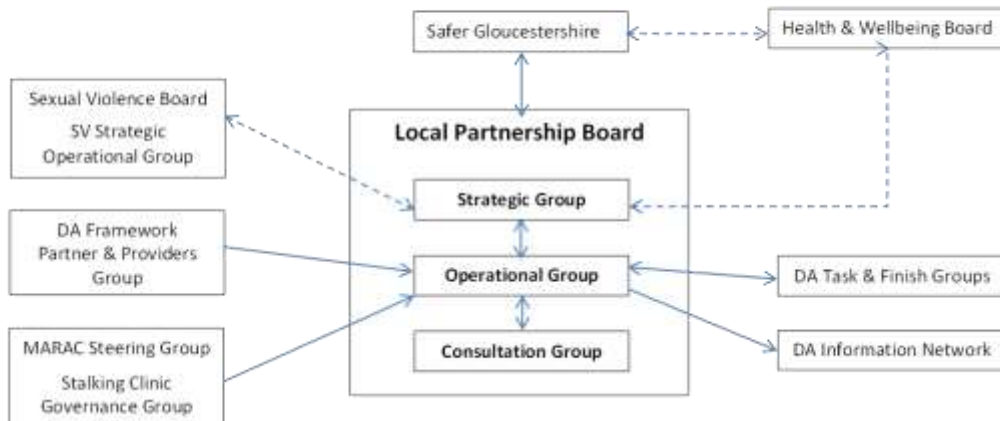 Safer Gloucestershire
Health & Wellbeing Board
Sexual Violence Board
SV Strategic
Operational Group
Local Partnership Board
Strategic Group
DA Framework
Partner & Providers
Group
Operational Group
DA Task & Finish Groups
MARAC Steering Group
Stalking Clinic
Governance Group
Consultation Group
DA Information Network